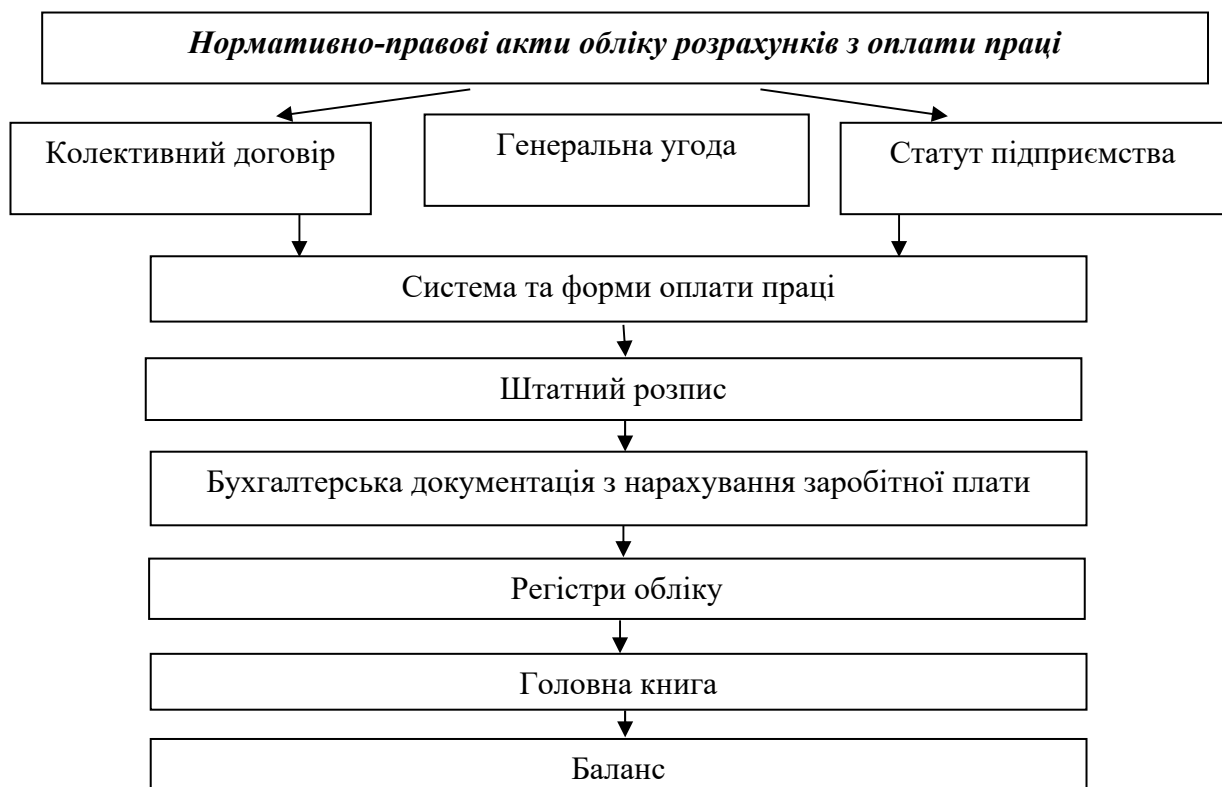 Нормативно-правові акти обліку розрахунків з оплати праці
Колективний договір
Генеральна угода
Статут підприємства
Система та форми оплати праці
Штатний розпис
Бухгалтерська документація з нарахування заробітної плати
Регістри обліку
Головна книга
Баланс